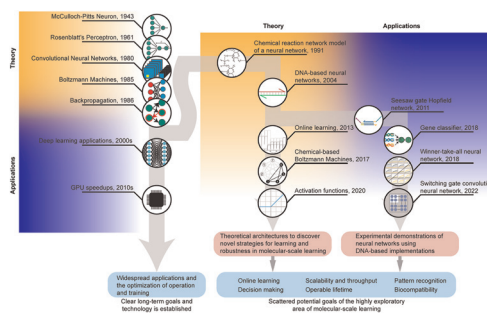 Theory
Applications
McCulloch-Pitts Neuron, 1943
Rosenblatt's Perceptron, 1961
Convolutional Neural Networks, 1980
Boltzmann Machines, 1985
Backpropagation, 1986
Deep learning applications, 2000s
GPU speedups, 2010s
Widespread applications and
the optimization of operation
and training
Clear long-term goals and
technology is established
Theory
Applications
Chemical reaction network model
of a neural network, 1991
DNA-based neural
networks, 2004
Online learning, 2013
Chemical-based
Boltzmann Machines, 2017
Activation functions, 2020
Seesaw gate Hopfield
network, 2011
Gene classifier, 2018
Winner-take-all neural
network, 2018
Switching gate convoluti
neural network, 2022
Theoretical architectures to discover
novel strategies for learning and
robustness in molecular-scale learning
Experimental demonstrations of
neural networks using
DNA-based implementations
Online learning
Decision making
Scalability and throughput
Operable lifetime
Pattern recognition
Biocompatibility
Scattered potential goals of the highly exploratory
area of molecular-scale learning